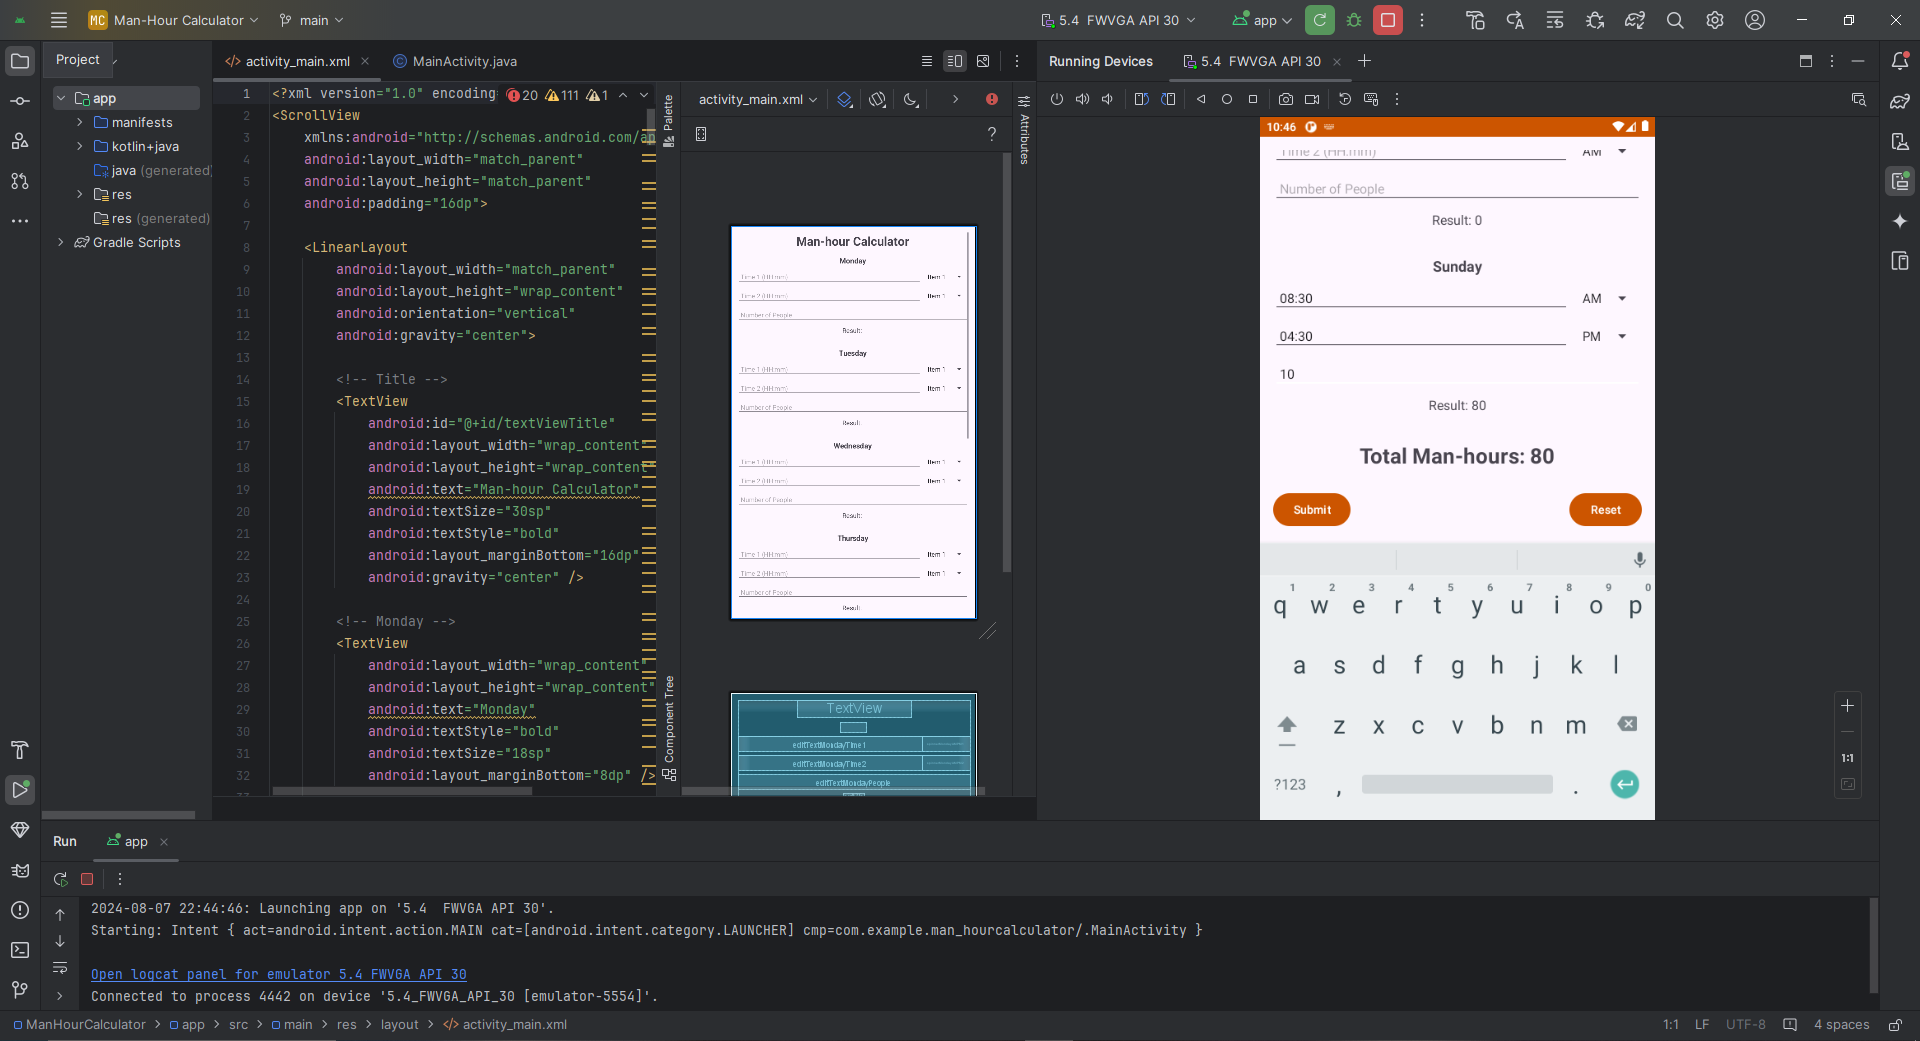 MC Man-Hour Calculator main 5.4 FWVGA API 30 app
Project
activity_main.xml MainActivity.java
Running Devices 5.4 FWVGA API 30
app
manifests
kotlin+java
java (generated)
res
res (generated)
Gradle Scripts
20 111 1
1 <?xml version="1.0" encoding=
2 <ScrollView
3 xmlns:android="http://schemas.android.com/ap
4 android:layout_width="match_parent"
5 android:layout_height="match_parent"
6 android:padding="16dp">
7
8 <LinearLayout
9 android:layout_width="match_parent"
10 android:layout_height="wrap_content"
11 android:orientation="vertical"
12 android:gravity="center">
13
14 <!-- Title -->
15 <TextView
16 android:id="@+id/textViewTitle"
17 android:layout_width="wrap_content"
18 android:layout_height="wrap_content"
19 android:text="Man-hour Calculator"
20 android:textSize="30sp"
21 android:textStyle="bold"
22 android:layout_marginBottom="16dp"
23 android:gravity="center" />
24
25 <!-- Monday -->
26 <TextView
27 android:layout_width="wrap_content"
28 android:layout_height="wrap_content"
29 android:text="Monday"
30 android:textStyle="bold"
31 android:textSize="18sp"
32 android:layout_marginBottom="8dp" />
Palette
Component Tree
activity_main.xml
?
Attributes
Man-hour Calculator
Monday
Time 1 (HH:mm) Item 1
Time 2 (HH:mm) Item 1
Number of People
Result:
Tuesday
Time 1 (HH:mm) Item 1
Time 2 (HH:mm) Item 1
Number of People
Result:
Wednesday
Time 1 (HH:mm) Item 1
Time 2 (HH:mm) Item 1
Number of People
Result:
Thursday
Time 1 (HH:mm) Item 1
Time 2 (HH:mm) Item 1
Number of People
Result:
TextView
editTextMondayTime1
editTextMondayTime2
editTextMondayPeople
10:46
Time 2 (HH:mm) AM
Number of People
Result: 0
Sunday
08:30 AM
04:30 PM
10
Result: 80
Total Man-hours: 80
Submit Reset
1 2 3 4 5 6 7 8 9 0
q w e r t y u i o p
a s d f g h j k l
z x c v b n m
?123 , .
1:1
Run app
2024-08-07 22:44:46: Launching app on '5.4  FWVGA API 30'.
Starting: Intent { act=android.intent.action.MAIN cat=[android.intent.category.LAUNCHER] cmp=com.example.man_hourcalculator/.MainActivity }
Open logcat panel for emulator 5.4 FWVGA API 30
Connected to process 4442 on device '5.4_FWVGA_API_30 [emulator-5554]'.
ManHourCalculator > app > src > main > res > layout > activity_main.xml 1:1 LF UTF-8 4 spaces